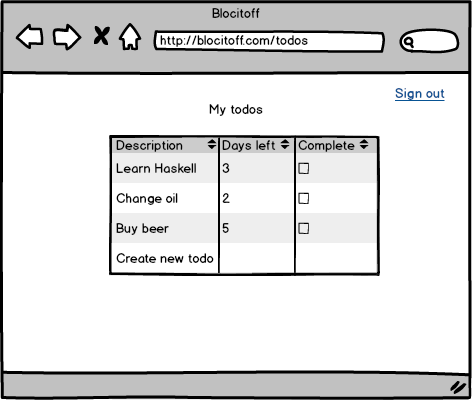 Blocitoff
http://blocitoff.com/todos
Sign out
My todos
Description Days left Complete
Learn Haskell 3
Change oil 2
Buy beer 5
Create new todo